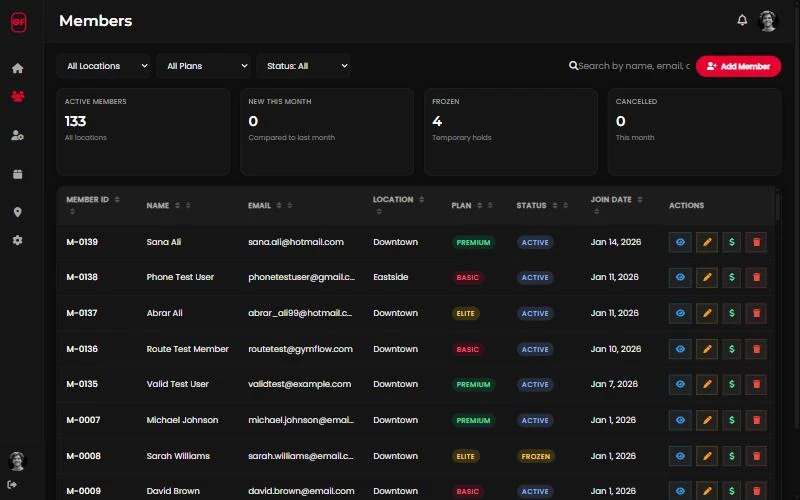 GF
Members
All Locations
All Plans
Status: All
Search by name, email, c
Add Member
ACTIVE MEMBERS
133
All locations
NEW THIS MONTH
0
Compared to last month
FROZEN
4
Temporary holds
CANCELLED
0
This month
MEMBER ID NAME EMAIL LOCATION PLAN STATUS JOIN DATE ACTIONS
M-0139 Sana Ali sana.ali@hotmail.com Downtown PREMIUM ACTIVE Jan 14, 2026
M-0138 Phone Test User phonetestuser@gmail.c... Eastside BASIC ACTIVE Jan 11, 2026
M-0137 Abrar Ali abrar_ali99@hotmail.c... Downtown ELITE ACTIVE Jan 11, 2026
M-0136 Route Test Member routetest@gymflow.com Downtown BASIC ACTIVE Jan 10, 2026
M-0135 Valid Test User validtest@example.com Downtown PREMIUM ACTIVE Jan 7, 2026
M-0007 Michael Johnson michael.johnson@emai... Downtown PREMIUM ACTIVE Jan 1, 2026
M-0008 Sarah Williams sarah.williams@email.c... Downtown ELITE FROZEN Jan 1, 2026
M-0009 David Brown david.brown@email.com Downtown BASIC ACTIVE Jan 1, 2026